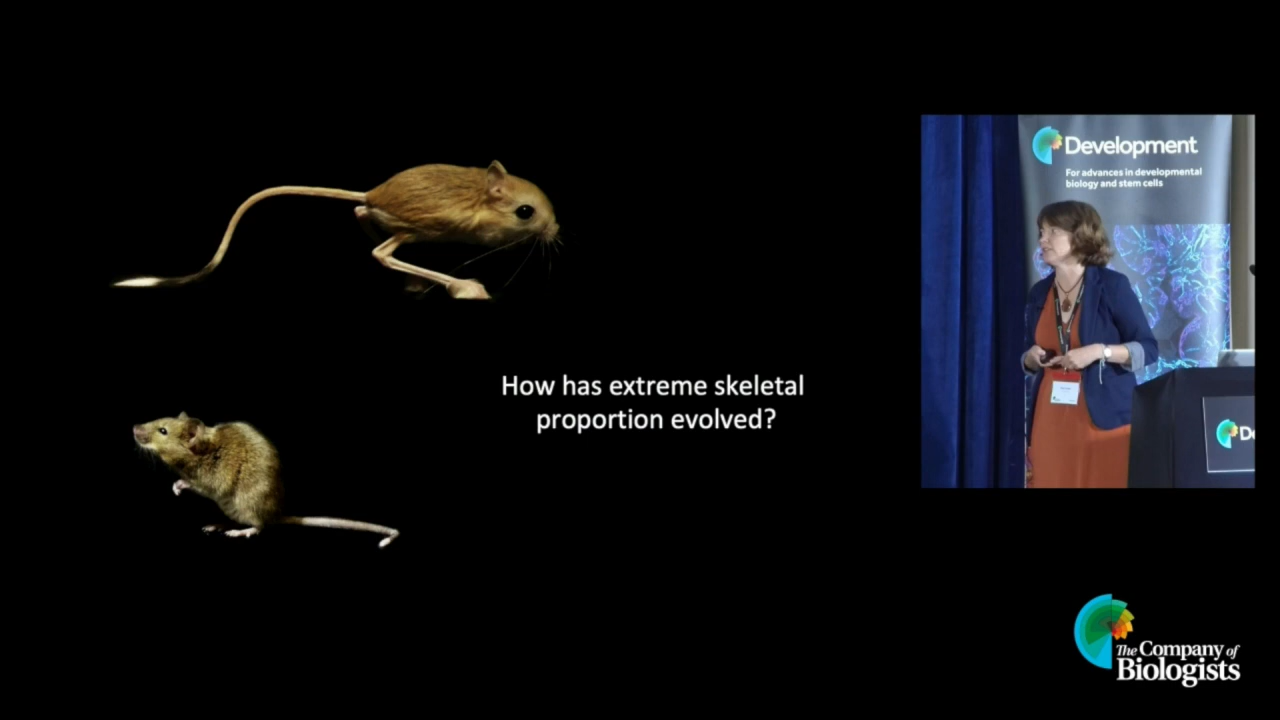 How has extreme skeletal
proportion evolved?
Development
For advances in developmental
biology and stem cells
The Company of
Biologists